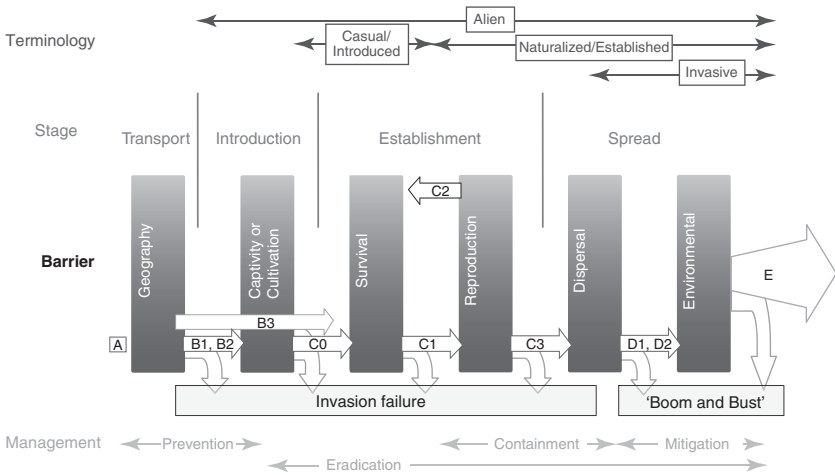 Alien
Terminology
Casual/
Introduced
Naturalized/Established
Invasive
Stage
Transport
Introduction
Establishment
Spread
C2
Barrier
Geography
Captivity or
Cultivation
Survival
Reproduction
Dispersal
Environmental
E
B3
A
B1, B2
C0
C1
C3
D1, D2
Invasion failure
'Boom and Bust'
Management
Prevention
Containment
Mitigation
Eradication